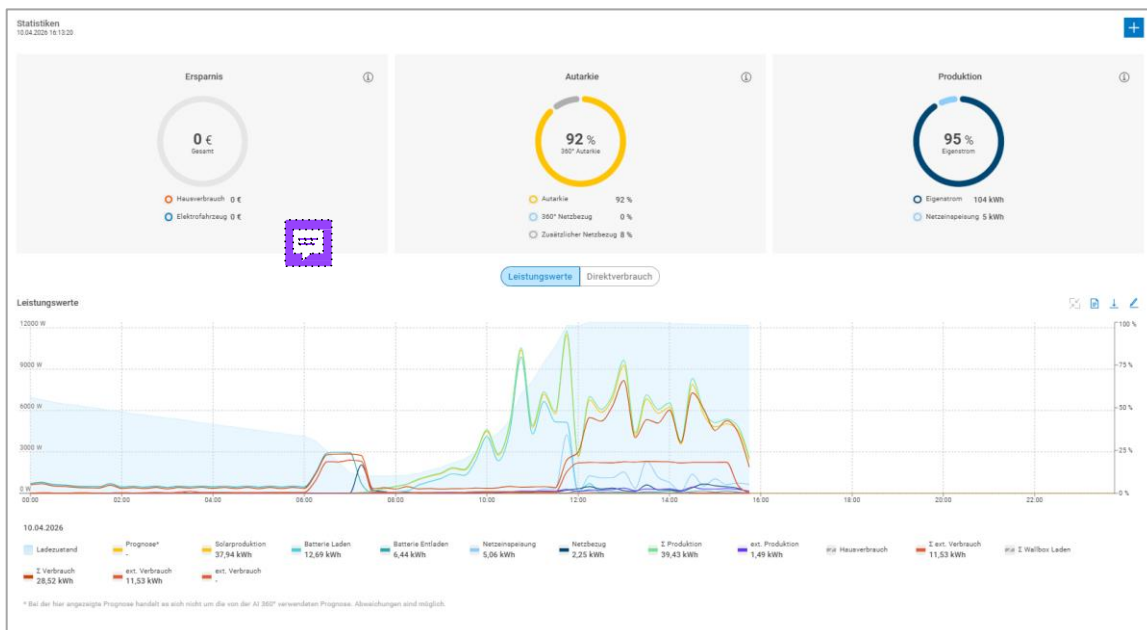 Statistiken
10.04.2026 16:13:20
Ersparnis
0 €
Gesamt
Hausverbrauch 0 €
Elektrofahrzeug 0 €
Autarkie
92 %
360° Autarkie
Autarkie 92 %
360° Netzbezug 0 %
Zusätzlicher Netzbezug 8 %
Produktion
95 %
Eigenstrom
Eigenstrom 104 kWh
Netzeinspeisung 5 kWh
Leistungswerte Direktverbrauch
Leistungswerte
12000 W 100 %
9000 W 75 %
6000 W 50 %
3000 W 25 %
0 W 0 %
00:00 02:00 04:00 06:00 08:00 10:00 12:00 14:00 16:00 18:00 20:00 22:00
10.04.2026
Ladezustand
Prognose*
-
Solarproduktion
37,94 kWh
Batterie Laden
12,69 kWh
Batterie Entladen
6,44 kWh
Netzeinspeisung
5,06 kWh
Netzbezug
2,25 kWh
Σ Produktion
39,43 kWh
ext. Produktion
1,49 kWh
Hausverbrauch
Σ ext. Verbrauch
11,53 kWh
Σ Wallbox Laden
Σ Verbrauch
28,52 kWh
ext. Verbrauch
11,53 kWh
ext. Verbrauch
-
* Bei der hier angezeigte Prognose handelt es sich nicht um die von der AI 360° verwendeten Prognose. Abweichungen sind möglich.